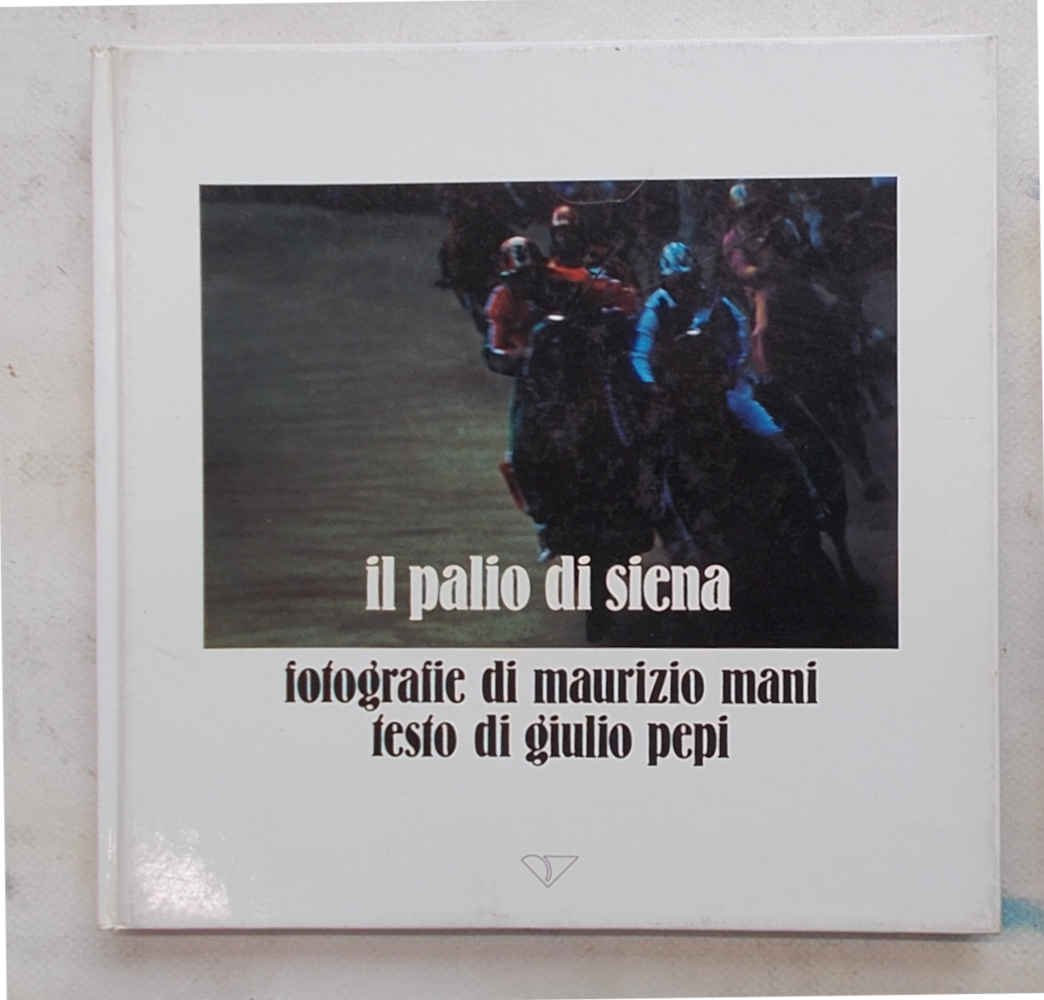 il palio di siena
fotografie di maurizio mani
testo di giulio pepi